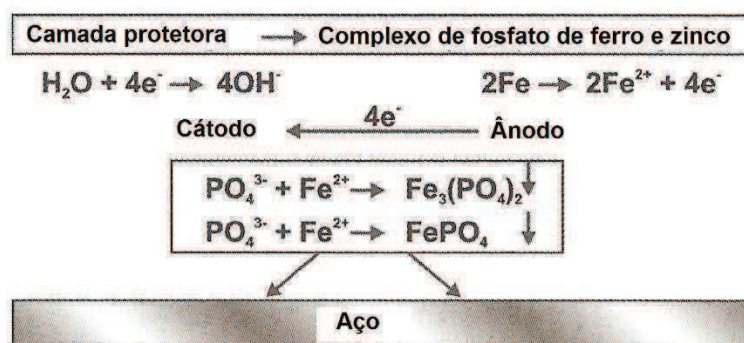 Camada protetora → Complexo de fosfato de ferro e zinco
H₂O + 4e⁻ → 4OH⁻ 2Fe → 2Fe²⁺ + 4e⁻
4e⁻
Cátodo ← Ânodo
PO₄³⁻ + Fe²⁺ → Fe₃(PO₄)₂ ↓
PO₄³⁻ + Fe²⁺ → FePO₄ ↓
Aço